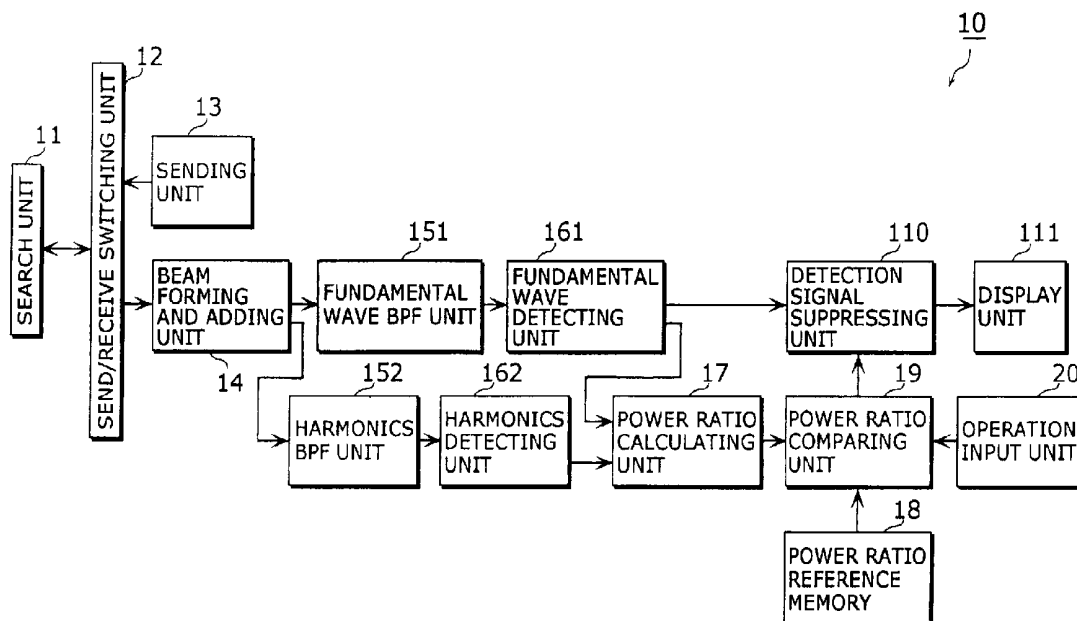 10
12
SEND/RECEIVE SWITCHING UNIT
11
SEARCH UNIT
13
SENDING
UNIT
14
BEAM
FORMING
AND ADDING
UNIT
151
FUNDAMENTAL
WAVE BPF UNIT
161
FUNDAMENTAL
WAVE
DETECTING
UNIT
110
DETECTION
SIGNAL
SUPPRESSING
UNIT
111
DISPLAY
UNIT
152
HARMONICS
BPF UNIT
162
HARMONICS
DETECTING
UNIT
17
POWER RATIO
CALCULATING
UNIT
19
POWER RATIO
COMPARING
UNIT
20
OPERATION
INPUT UNIT
18
POWER RATIO
REFERENCE
MEMORY